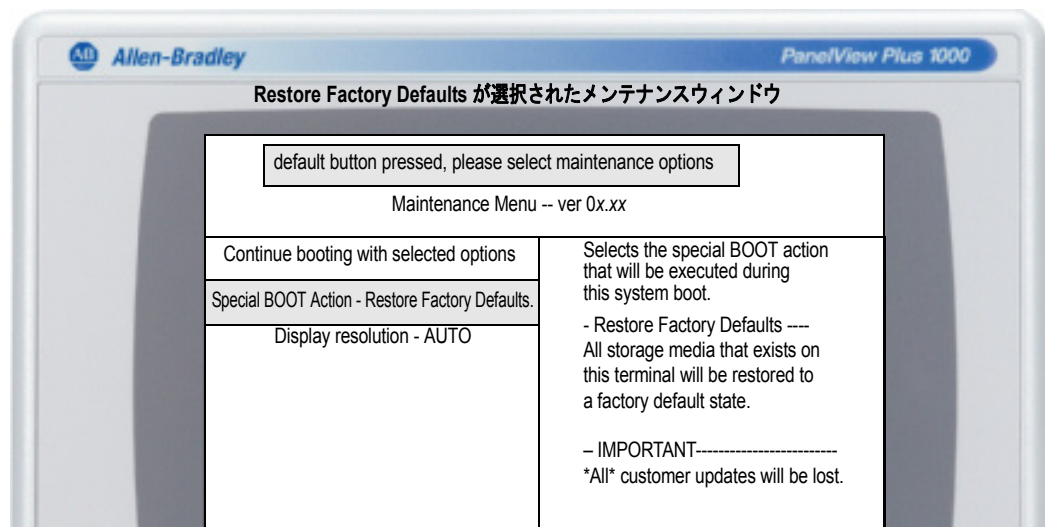 AB Allen-Bradley
PanelView Plus 1000
Restore Factory Defaults が選択されたメンテナンスウィンドウ
default button pressed, please select maintenance options
Maintenance Menu -- ver 0x.xx
Continue booting with selected options
Special BOOT Action - Restore Factory Defaults.
Display resolution - AUTO
Selects the special BOOT action
that will be executed during
this system boot.
- Restore Factory Defaults ----
All storage media that exists on
this terminal will be restored to
a factory default state.
– IMPORTANT-------------------------
*All* customer updates will be lost.